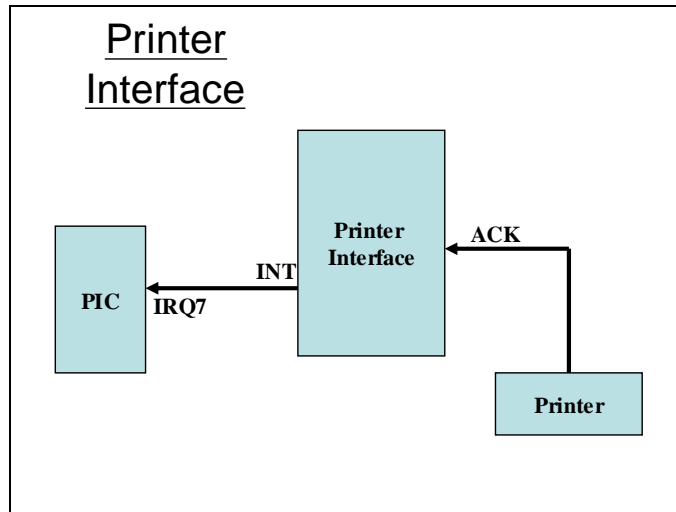 Printer
Interface
Printer
Interface
ACK
INT
PIC
IRQ7
Printer